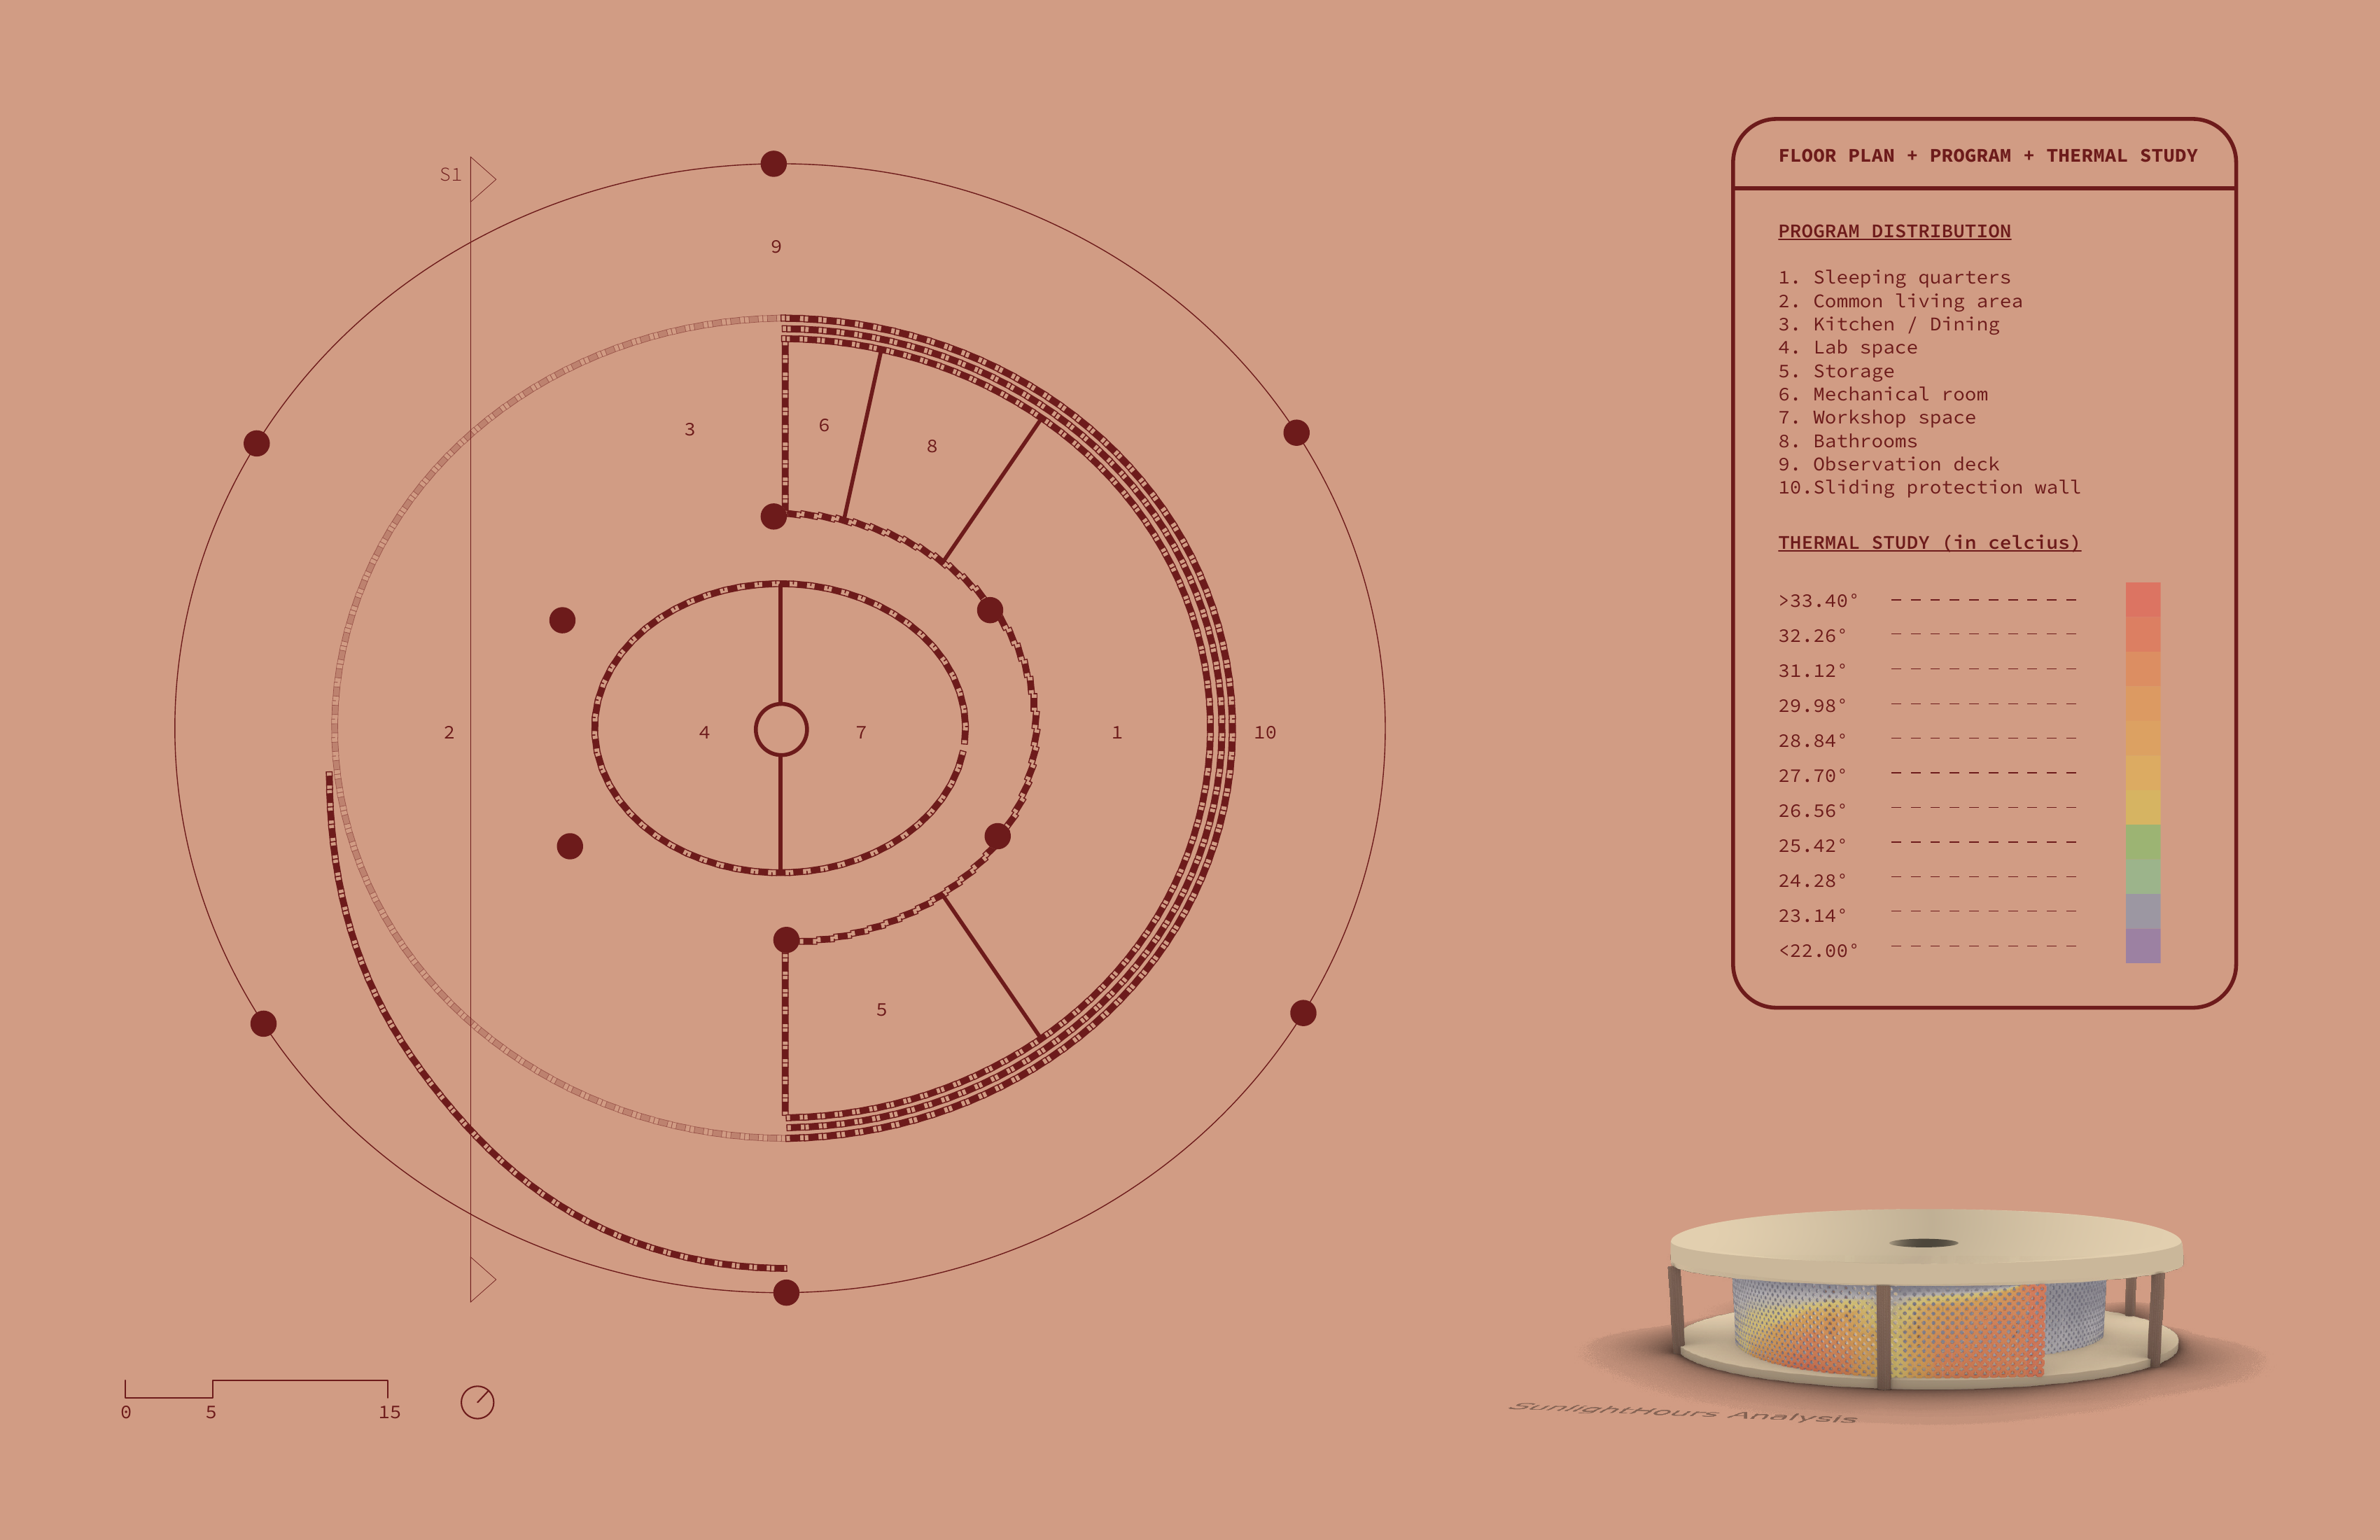 S1
9
3
6
8
2
4
7
1
10
5
0 5 15
FLOOR PLAN + PROGRAM + THERMAL STUDY
PROGRAM DISTRIBUTION
1. Sleeping quarters
2. Common living area
3. Kitchen / Dining
4. Lab space
5. Storage
6. Mechanical room
7. Workshop space
8. Bathrooms
9. Observation deck
10.Sliding protection wall
THERMAL STUDY (in celcius)
>33.40°
32.26°
31.12°
29.98°
28.84°
27.70°
26.56°
25.42°
24.28°
23.14°
<22.00°
SunlightHours Analysis